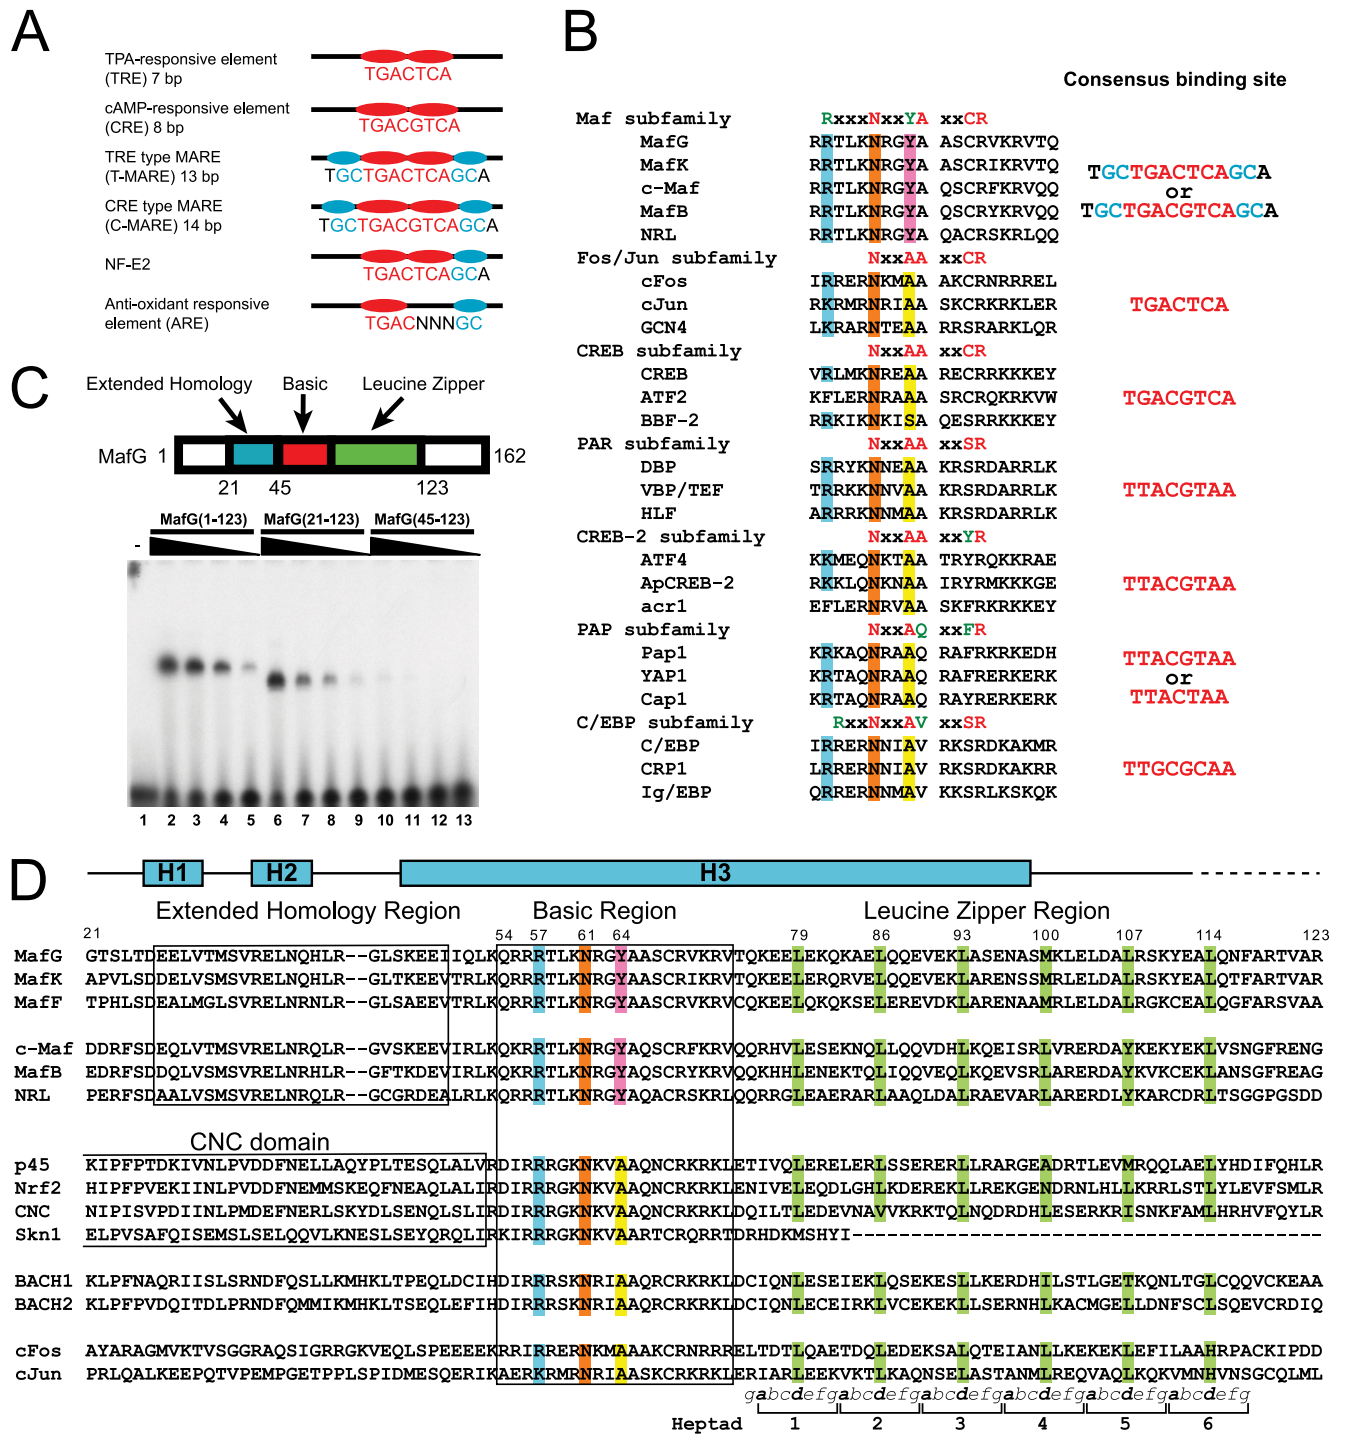 A
TPA-responsive element
(TRE) 7 bp
TGACTCA
cAMP-responsive element
(CRE) 8 bp
TGACGTCA
TRE type MARE
(T-MARE) 13 bp
TGCTGACTCAGCA
CRE type MARE
(C-MARE) 14 bp
TGCTGACGTCAGCA
NF-E2
TGACTCAGCA
Anti-oxidant responsive
element (ARE)
TGACNNNGC
B
Consensus binding site
Maf subfamily RxxxxNxxYA xxCR
MafG RRTLKNRGYA ASCRVKRVTQ
MafK RRTLKNRGYA ASCRIKRVTQ
c-Maf RRTLKNRGYA QSCRFKRVQQ
MafB RRTLKNRGYA QSCRYKRVQQ
NRL RRTLKNRGYA QACRSKRLQQ
TGCTGACTCAGCA
or
TGCTGACGTCAGCA
Fos/Jun subfamily NxxAA xxCR
cFos IRRERNKMAA AKCRNRRREL
cJun RKRMRNRIAA SKCRKRKLER
GCN4 LKRARNTEAA RRSRARKLQR
TGACTCA
CREB subfamily NxxAA xxCR
CREB VRLMKNREAA RECRRKKKEY
ATF2 KFLERNRAAA SRCRQKRKVW
BBF-2 RRKIKNKISA QESRRKKKEY
TGACGTCA
PAR subfamily NxxAA xxSR
DBP SRRYKNNEAA KRSRDARRLK
VBP/TEF TRRKKNNVAA KRSRDARRLK
HLF ARRRKNNMAA KRSRDARRLK
TTACGTAA
CREB-2 subfamily NxxAA xxYR
ATF4 KKMEQNKTAA TRYRQKKRAE
ApCREB-2 RKKLQNKNAA IRYRMKKKGE
acr1 EFLERNRVAA SKFRKRKKEY
TTACGTAA
PAP subfamily NxxAQ xxFR
Pap1 KRKAQNRAAQ RAFRKRKEDH
YAP1 KRTAQNRAAQ RAFRERKERK
Cap1 KRTAQNRAAQ RAYRERKERK
TTACGTAA
or
TTACTAA
C/EBP subfamily RxxNxxAV xxSR
C/EBP IRRERNNIAV RKSRDKAKMR
CRP1 LRRERNNIAV RKSRDKAKRR
Ig/EBP QRRERNNMAV KKSRLKSKQK
TTGCGCAA
C
Extended Homology Basic Leucine Zipper
MafG 1 162
21 45 123
MafG(1-123) MafG(21-123) MafG(45-123)
-
1 2 3 4 5 6 7 8 9 10 11 12 13
D
H1 H2 H3
Extended Homology Region Basic Region Leucine Zipper Region
21 54 57 61 64 79 86 93 100 107 114 123
MafG GTSLTDEELVTMSVRELNQHLR--GLSKEEIIQLKQRRRTLKNRGYAASCRVKRVTQKEELEKQKAELQQEVEKLASENASMKLELDALRSKYEALQNFARTVAR
MafK APVLSDDELVSMSVRELNQHLR--GLTKEEVTRLKQRRRTLKNRGYAASCRIKRVTQKEELERQRVELQQEVEKLARENSSMRLELDALRSKYEALQTFARTVAR
MafF TPHLSDEALMGLSVRELNRNLR--GLSAEEVTRLKQRRRTLKNRGYAASCRVKRVCQKEELQKQKSELEREVDKLARENAAMRLELDALRGKCEALQGFARSVAA
c-Maf DDRFSDEQLVTMSVRELNRQLR--GVSKEEVIRLKQKRRTLKNRGYAQSCRFKRVQQRHVLESEKNQLLQQVDHLKQEISRLVRERDAYKEKYEKLVSNGFRENG
MafB EDRFSDDQLVSMSVRELNRHLR--GFTKDEVIRLKQKRRTLKNRGYAQSCRYKRVQQKHHLENEKTQLIQQVEQLKQEVSRLARERDAYKVKCEKLANSGFREAG
NRL PERFSDAALVSMSVRELNRQLR--GCGRDEALRLKQRRRTLKNRGYAQACRSKRLQQRRGLEAERARLAAQLDALRAEVARLARERDLYKARCDRLTSGGPGSDD
CNC domain
p45 KIPFPTDKIVNLPVDDFNELLAQYPLTESQLALVRDIRRRGKNKVAAQNCRKRKLETIVQLERELERLSSERERLLRARGEADRTLEVMRQQLAELYHDIFQHLR
Nrf2 HIPFPVEKIINLPVDDFNEMMSKEQFNEAQLALIRDIRRRGKNKVAAQNCRKRKLENIVELEQDLGHLKDEREKLLREKGENDRNLHLLKRRLSTLYLEVFSMLR
CNC NIPISVPDIINLPMDEFNERLSKYDLSENQLSLIRDIRRRGKNKVAAQNCRKRKLDQILTLEDEVNAVVKRKTQLNQDRDHLESERKRISNKFAMLHRHVFQYLR
Skn1 ELPVSAFQISEMSLSELQQVLKNESLSEYQRQLIRKIRRRGKNKVAARTCRQRRTDRHDKMSHYI----------------------------------------
BACH1 KLPFNAQRIISLSRNDFQSLLKMHKLTPEQLDCIHDIRRRSKNRIAAQRCRKRKLDCIQNLESEIEKLQSEKESLLKERDHILSTLGETKQNLTGLCQQVCKEAA
BACH2 KLPFPVDQITDLPRNDFQMMIKMHKLTSEQLEFIHDIRRRSKNRIAAQRCRKRKLDCIQNLECEIRKLVCEKEKLLSERNHLKACMGELLDNFSCLSQEVCRDIQ
cFos AYARAGMVKTVSGGRAQSIGRRGKVEQLSPEEEEKRRIRRERNKMAAAKCRNRRRELTDTLQAETDQLEDEKSALQTEIANLLKEKEKLEFILAAHRPACKIPDD
cJun PRLQALKEEPQTVPEMPGETPPLSPIDMESQERIKAERKRMRNRIAASKCRKRKLERIARLEEKVKTLKAQNSELASTANMLREQVAQLKQKVMNHVNSGCQLML
gabcdefgabcdefgabcdefgabcdefgabcdefgabcdefg
Heptad 1 2 3 4 5 6